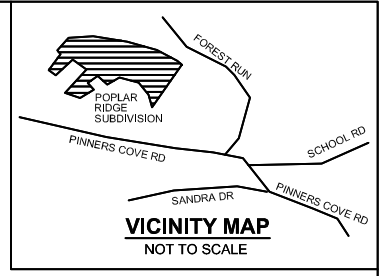 FOREST RUN
POPLAR
RIDGE
SUBDIVISION
PINNERS COVE RD
SCHOOL RD
SANDRA DR
PINNERS COVE RD
VICINITY MAP
NOT TO SCALE